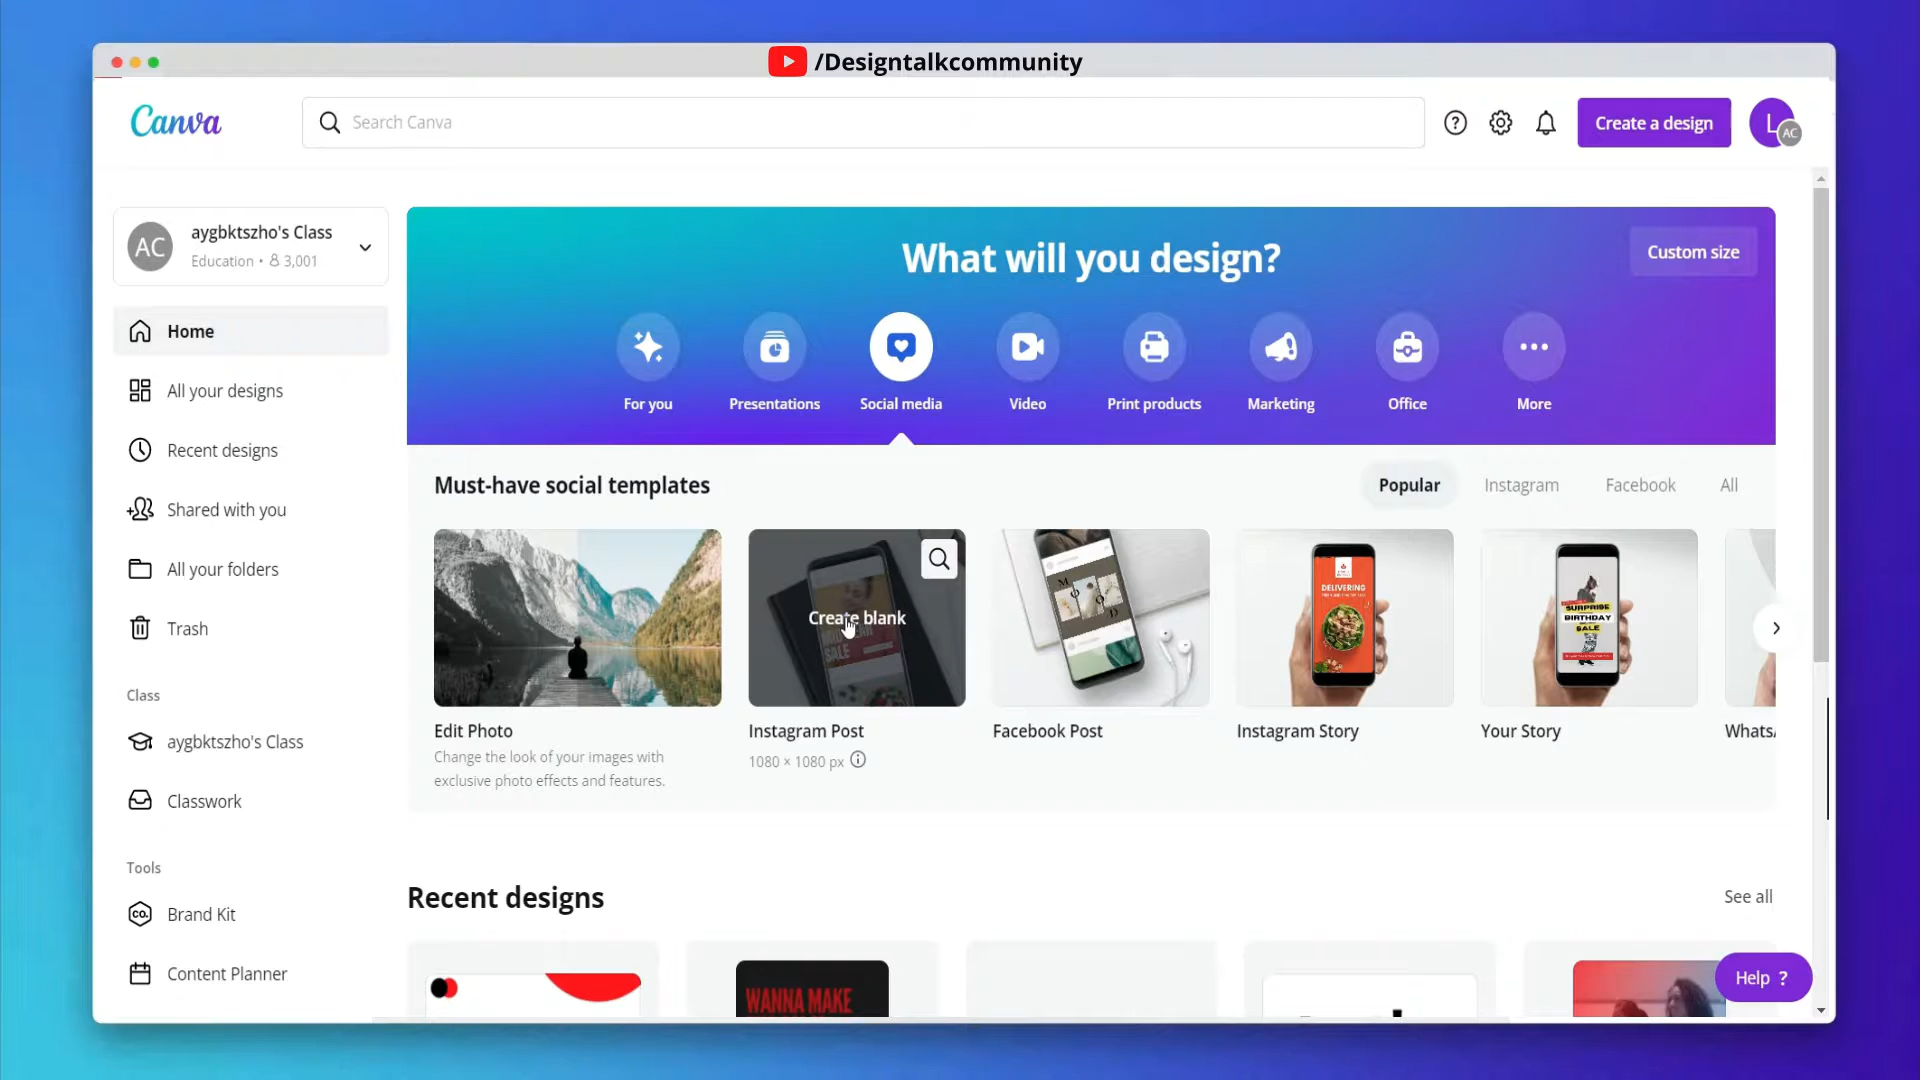 /Designtalkcommunity
Canva
Search Canva
Create a design
L
AC
AC
aygbktszho's Class
Education • 3,001
What will you design?
Custom size
Home
All your designs
Recent designs
Shared with you
All your folders
Trash
For you
Presentations
Social media
Video
Print products
Marketing
Office
More
Must-have social templates
Popular
Instagram
Facebook
All
Create blank
SALE
DELIVERING
SURPRISE
BIRTHDAY
SALE
Edit Photo
Change the look of your images with
exclusive photo effects and features.
Instagram Post
1080 × 1080 px
Facebook Post
Instagram Story
Your Story
Class
aygbktszho's Class
Classwork
Tools
CO.
Brand Kit
Content Planner
Recent designs
See all
WANNA MAKE
Help ?